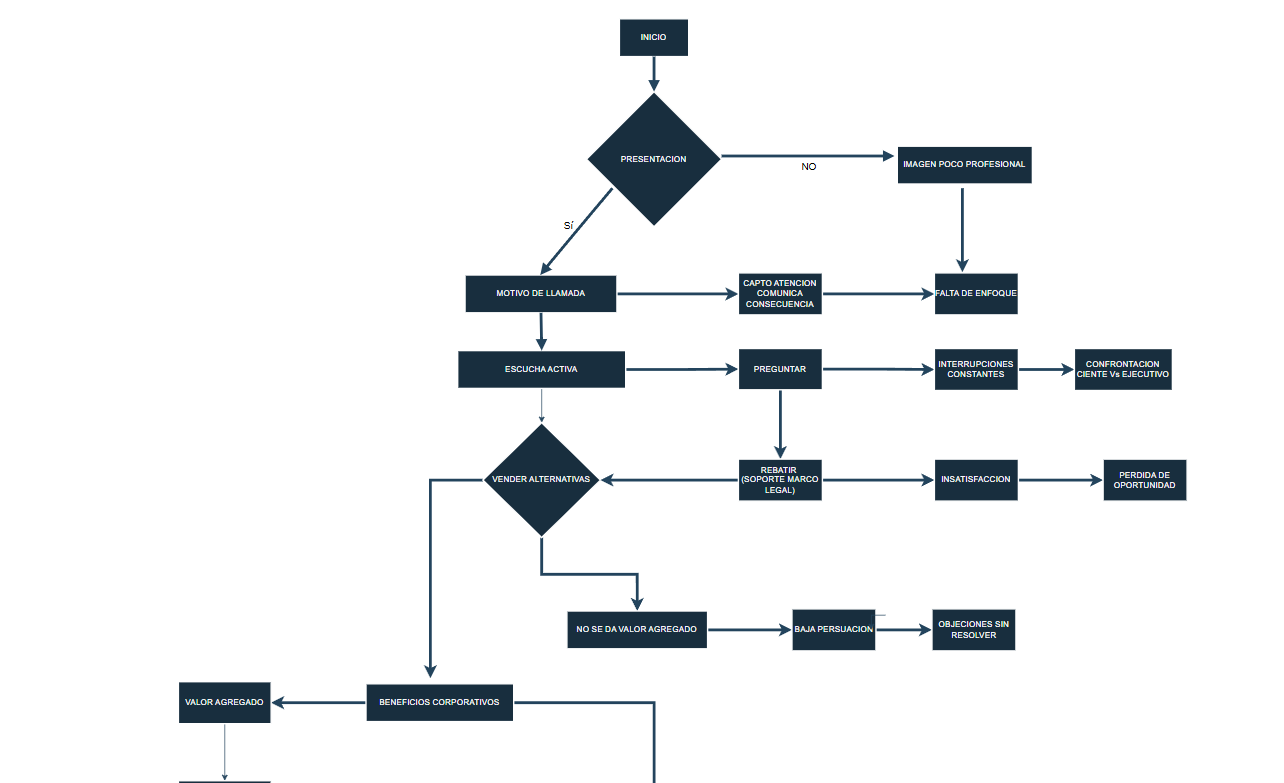 INICIO
PRESENTACION
NO
IMAGEN POCO PROFESIONAL
Sí
MOTIVO DE LLAMADA
CAPTO ATENCION
COMUNICA
CONSECUENCIA
FALTA DE ENFOQUE
ESCUCHA ACTIVA
PREGUNTAR
INTERRUPCIONES
CONSTANTES
CONFRONTACION
CIENTE Vs EJECUTIVO
VENDER ALTERNATIVAS
REBATIR
(SOPORTE MARCO
LEGAL)
INSATISFACCION
PERDIDA DE
OPORTUNIDAD
NO SE DA VALOR AGREGADO
BAJA PERSUACION
OBJECIONES SIN
RESOLVER
VALOR AGREGADO
BENEFICIOS CORPORATIVOS